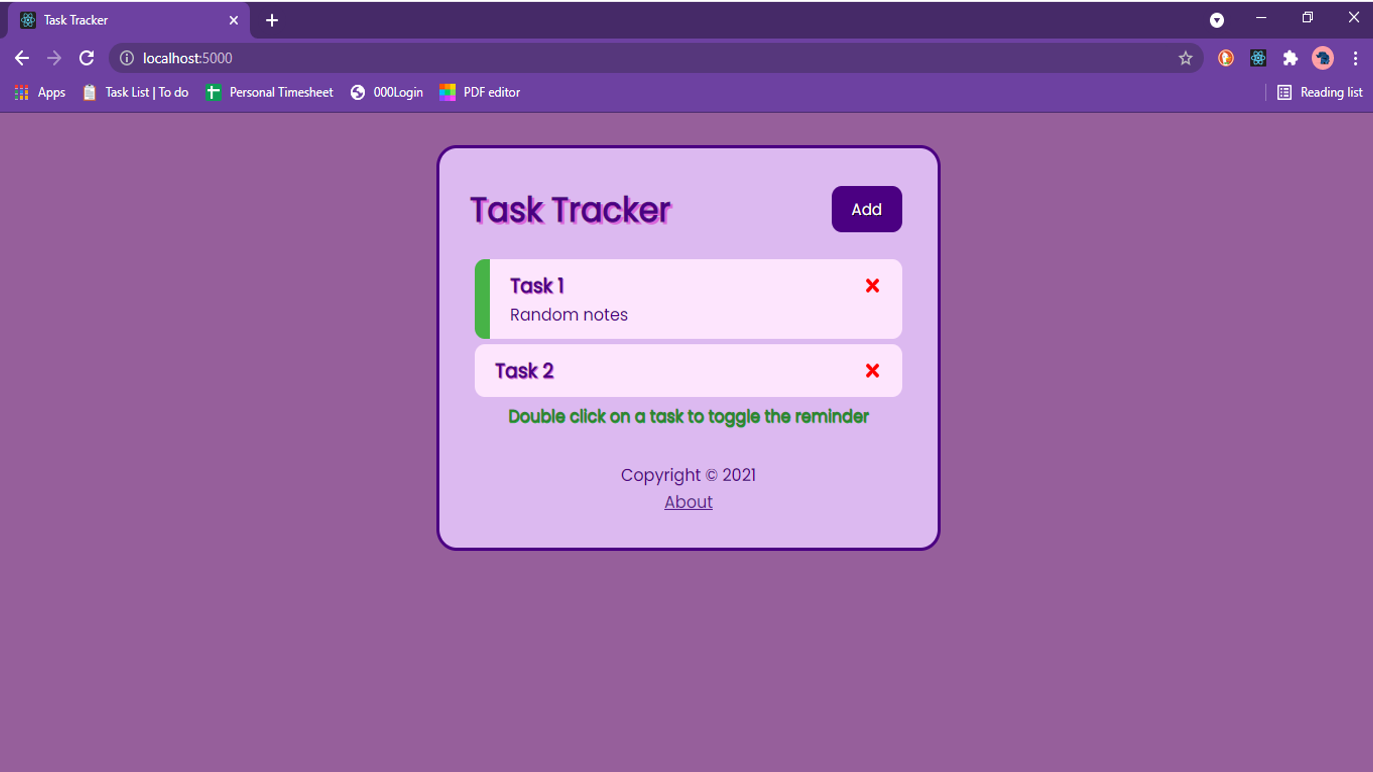 Task Tracker
localhost:5000
Apps Task List | To do Personal Timesheet 000Login PDF editor Reading list
Task Tracker Add
Task 1
Random notes
Task 2
Double click on a task to toggle the reminder
Copyright © 2021
About